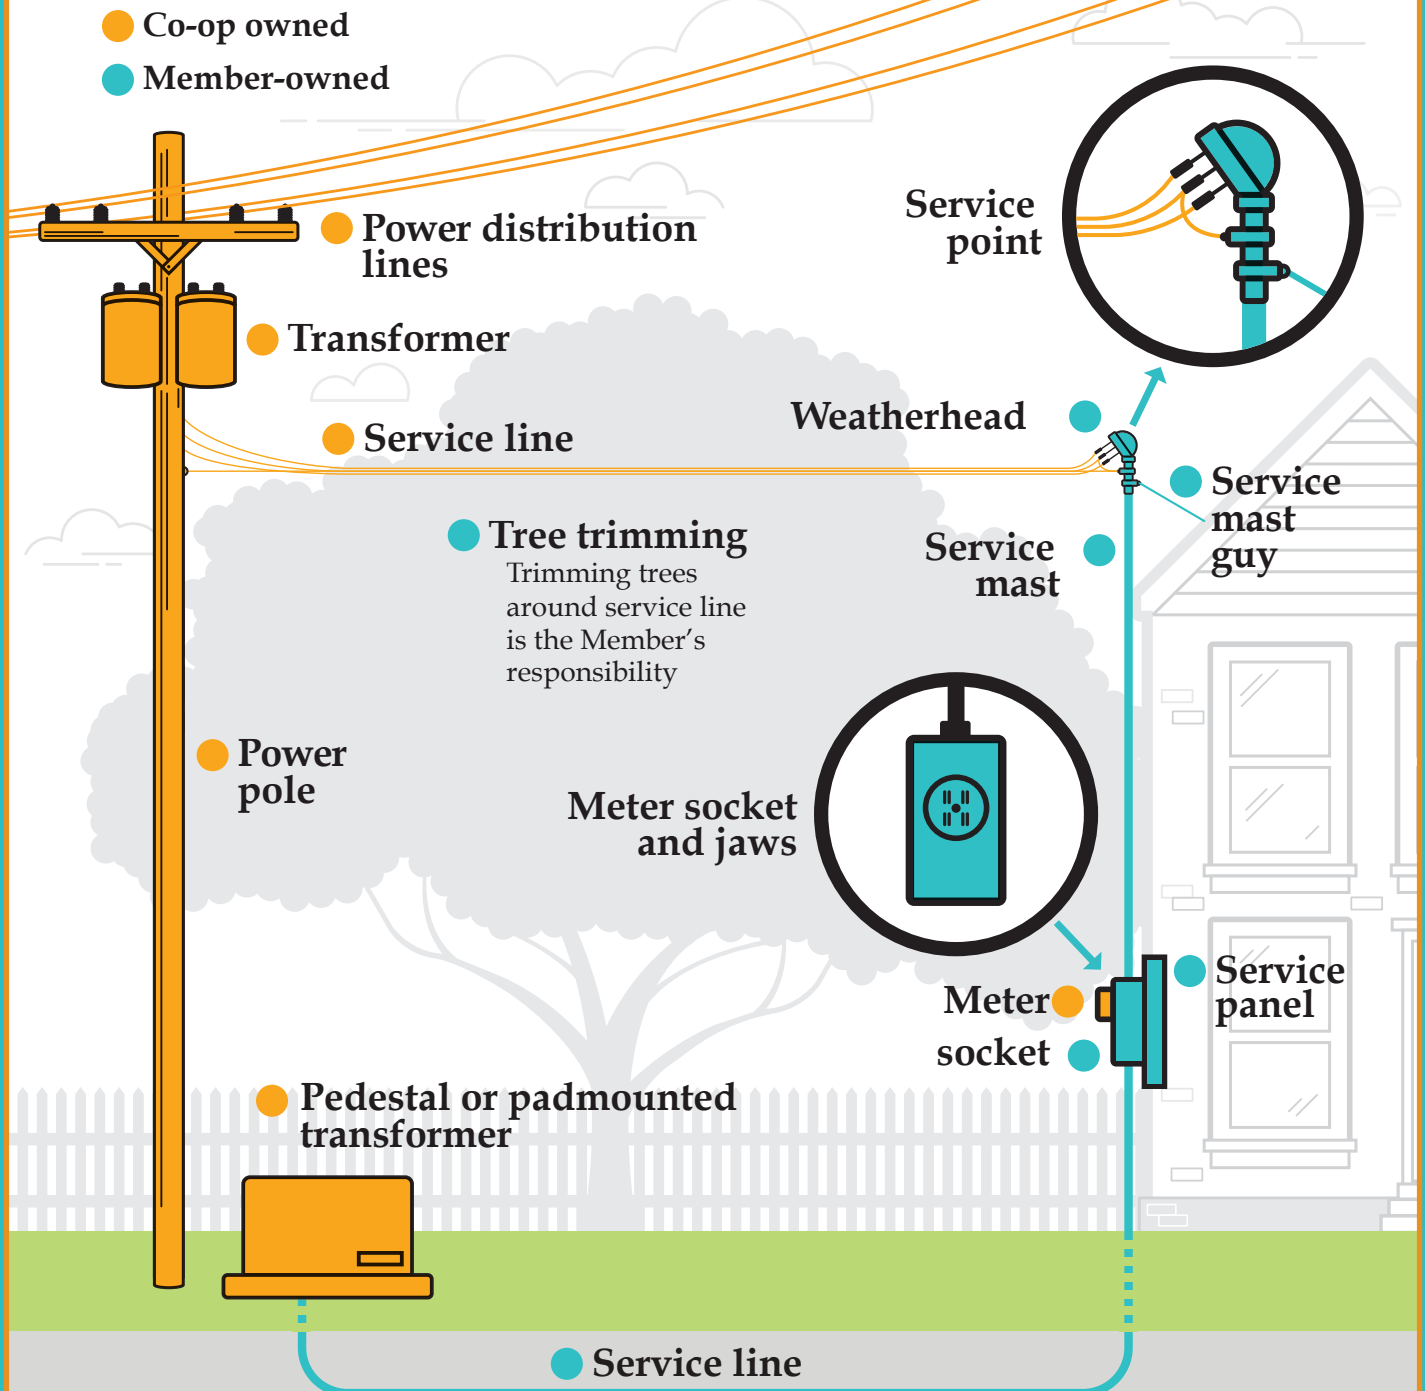 Co-op owned
Member-owned
Power distribution
lines
Transformer
Service
point
Service line
Weatherhead
Service
mast
guy
Tree trimming
Trimming trees
around service line
is the Member’s
responsibility
Service
mast
Power
pole
Meter socket
and jaws
Meter
socket
Service
panel
Pedestal or padmounted
transformer
Service line